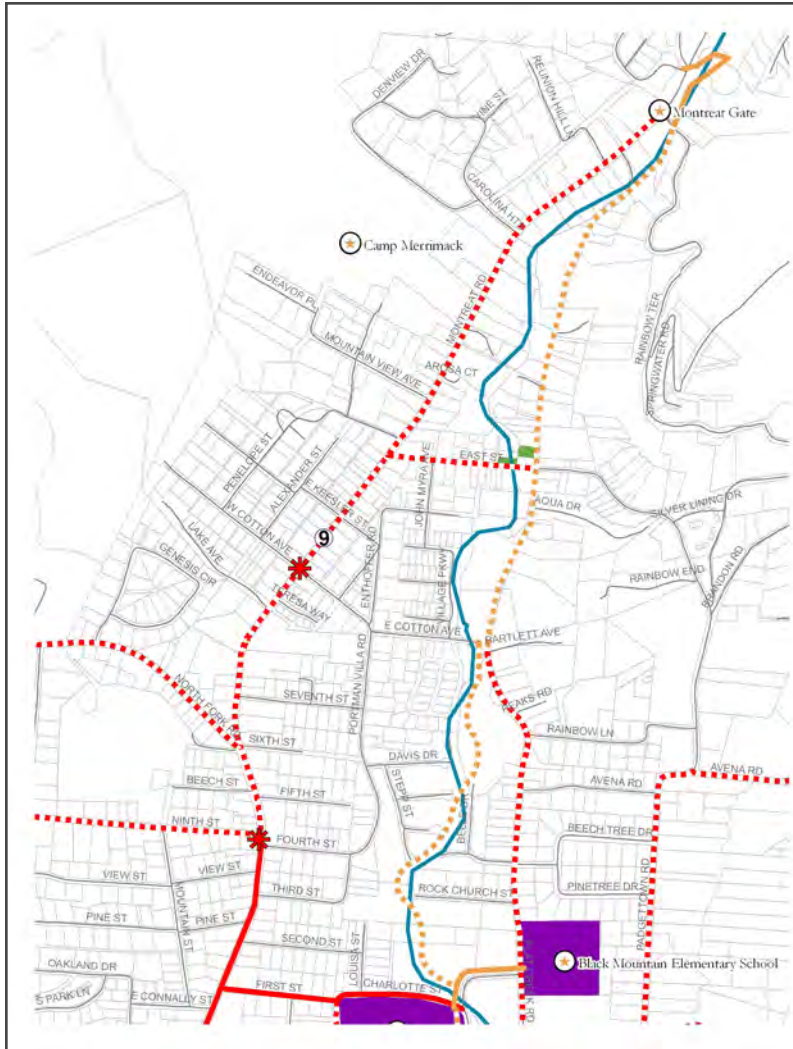 DENVIEW DR
VINE ST
REUNION HILL LN
Montreat Gate
CAROLINA HTS
Camp Merrimack
MONTREAT RD
ENDEAVOR PL
MOUNTAIN VIEW AVE
AROSA CT
RAINBOW TER
SPRINGWATER RD
PENELOPE ST
ALEXANDER ST
E KEESLER ST
JOHN MYRA AVE
EAST ST
AQUA DR
SILVER LINING DR
W COTTON AVE
LAKE AVE
9
GENESIS CIR
TERESA WAY
ENTHOFFER RD
VILLAGE PKWY
RAINBOW END
BRANDON RD
E COTTON AVE
BARTLETT AVE
PORTMAN VILLA RD
SEVENTH ST
NORTH FORK
SIXTH ST
RAINBOW LN
DAVIS DR
STEPP ST
BEECH ST
FIFTH ST
AVENA RD
AVENA RD
NINTH ST
FOURTH ST
BEECH TREE DR
VIEW ST
VIEW ST
MOUNTAIN ST
THIRD ST
ROCK CHURCH ST
PINETREE DR
PADGETTOWN RD
PINE ST
PINE ST
SECOND ST
LOUISA ST
OAKLAND DR
Black Mountain Elementary School
S PARK LN
E CONNALLY ST
FIRST ST
CHARLOTTE ST